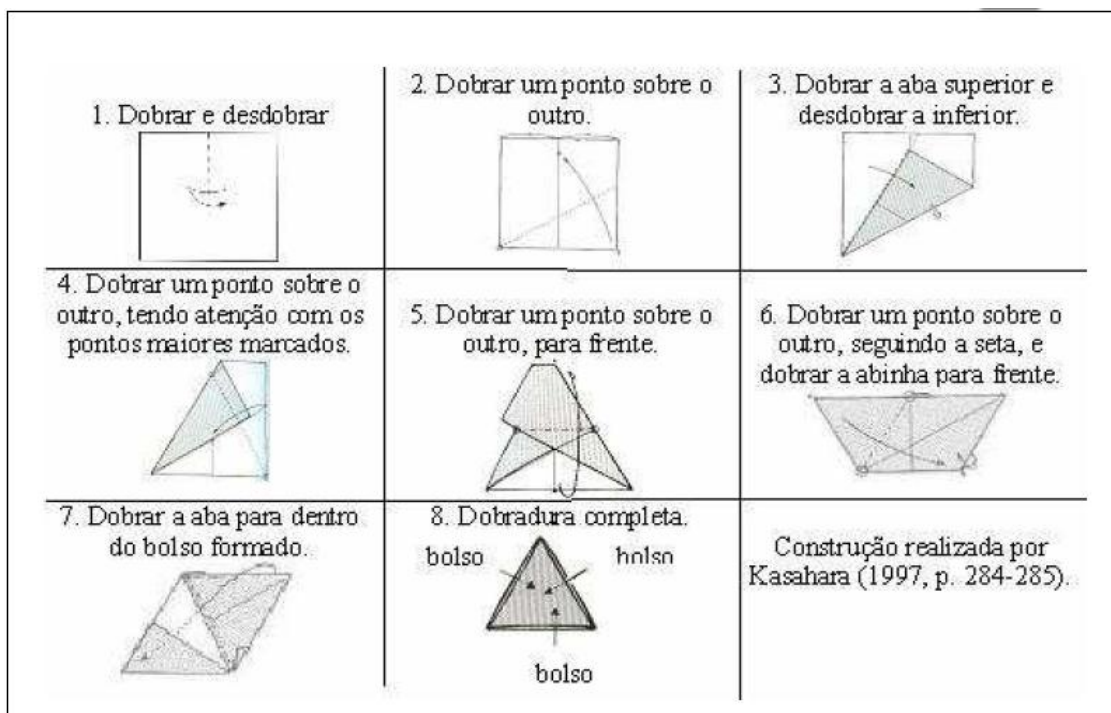 1. Dobrar e desdobrar
2. Dobrar um ponto sobre o
outro.
3. Dobrar a aba superior e
desdobrar a inferior.
4. Dobrar um ponto sobre o
outro, tendo atenção com os
pontos maiores marcados.
5. Dobrar um ponto sobre o
outro, para frente.
6. Dobrar um ponto sobre o
outro, seguindo a seta, e
dobrar a abinha para frente.
7. Dobrar a aba para dentro
do bolso formado.
8. Dobradura completa.
bolso
bolso
bolso
Construção realizada por
Kasahara (1997, p. 284-285).